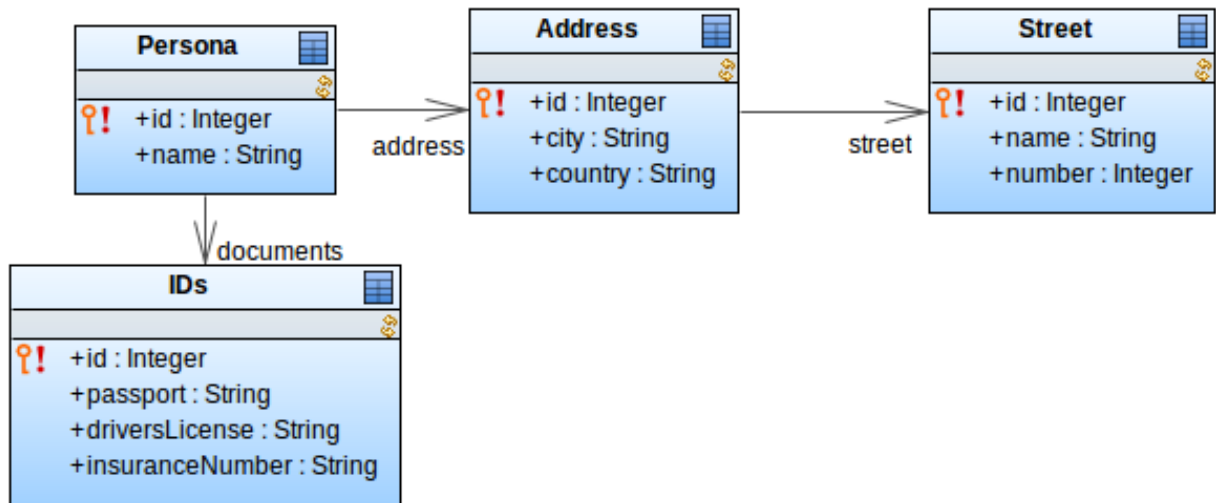 Persona
+id : Integer
+name : String
address
Address
+id : Integer
+city : String
+country : String
street
Street
+id : Integer
+name : String
+number : Integer
documents
IDs
+id : Integer
+passport : String
+driversLicense : String
+insuranceNumber : String